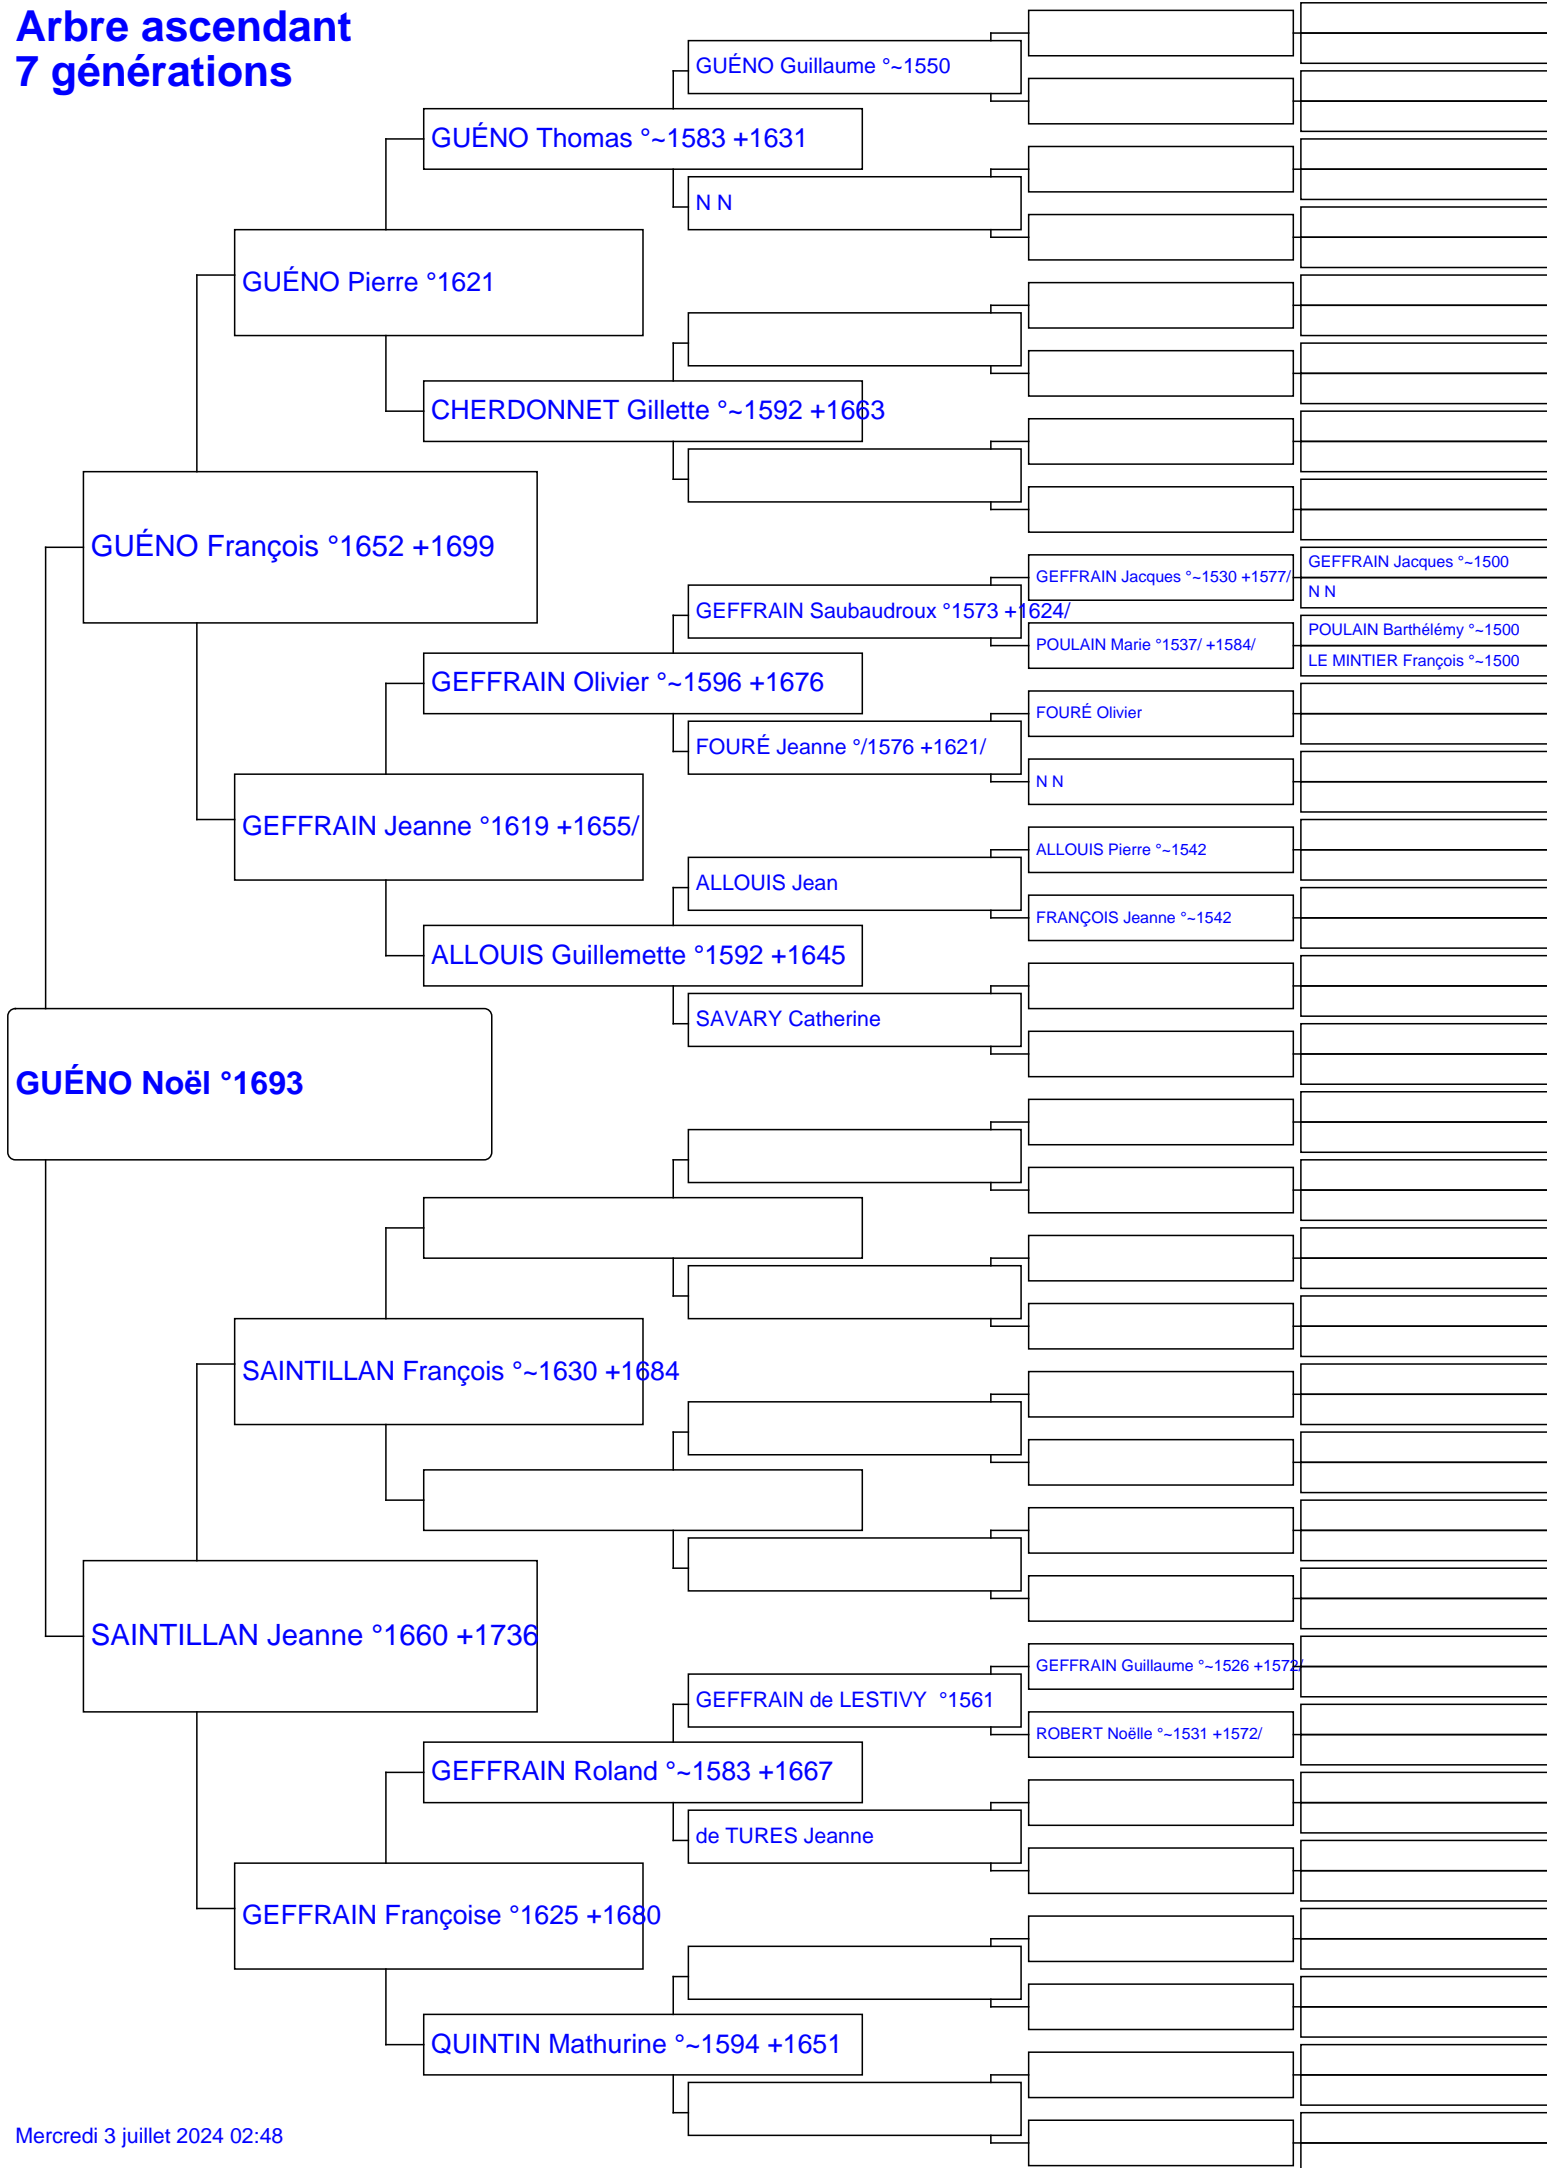 Arbre ascendant
7 générations
GUÉNO Guillaume °~1550
GUÉNO Thomas °~1583 +1631
N N
GUÉNO Pierre °1621
CHERDONNET Gillette °~1592 +1663
GUÉNO François °1652 +1699
GEFFRAIN Jacques °~1500
GEFFRAIN Jacques °~1530 +1577/
N N
GEFFRAIN Saubaudroux °1573 +1624/
POULAIN Barthélémy °~1500
POULAIN Marie °1537/ +1584/
LE MINTIER François °~1500
GEFFRAIN Olivier °~1596 +1676
FOURÉ Olivier
FOURÉ Jeanne °/1576 +1621/
N N
GEFFRAIN Jeanne °1619 +1655/
ALLOUIS Pierre °~1542
ALLOUIS Jean
FRANÇOIS Jeanne °~1542
ALLOUIS Guillemette °1592 +1645
SAVARY Catherine
GUÉNO Noël °1693
SAINTILLAN François °~1630 +1684
SAINTILLAN Jeanne °1660 +1736
GEFFRAIN Guillaume °~1526 +1572/
GEFFRAIN de LESTIVY °1561
ROBERT Noëlle °~1531 +1572/
GEFFRAIN Roland °~1583 +1667
de TURES Jeanne
GEFFRAIN Françoise °1625 +1680
QUINTIN Mathurine °~1594 +1651
Mercredi 3 juillet 2024 02:48